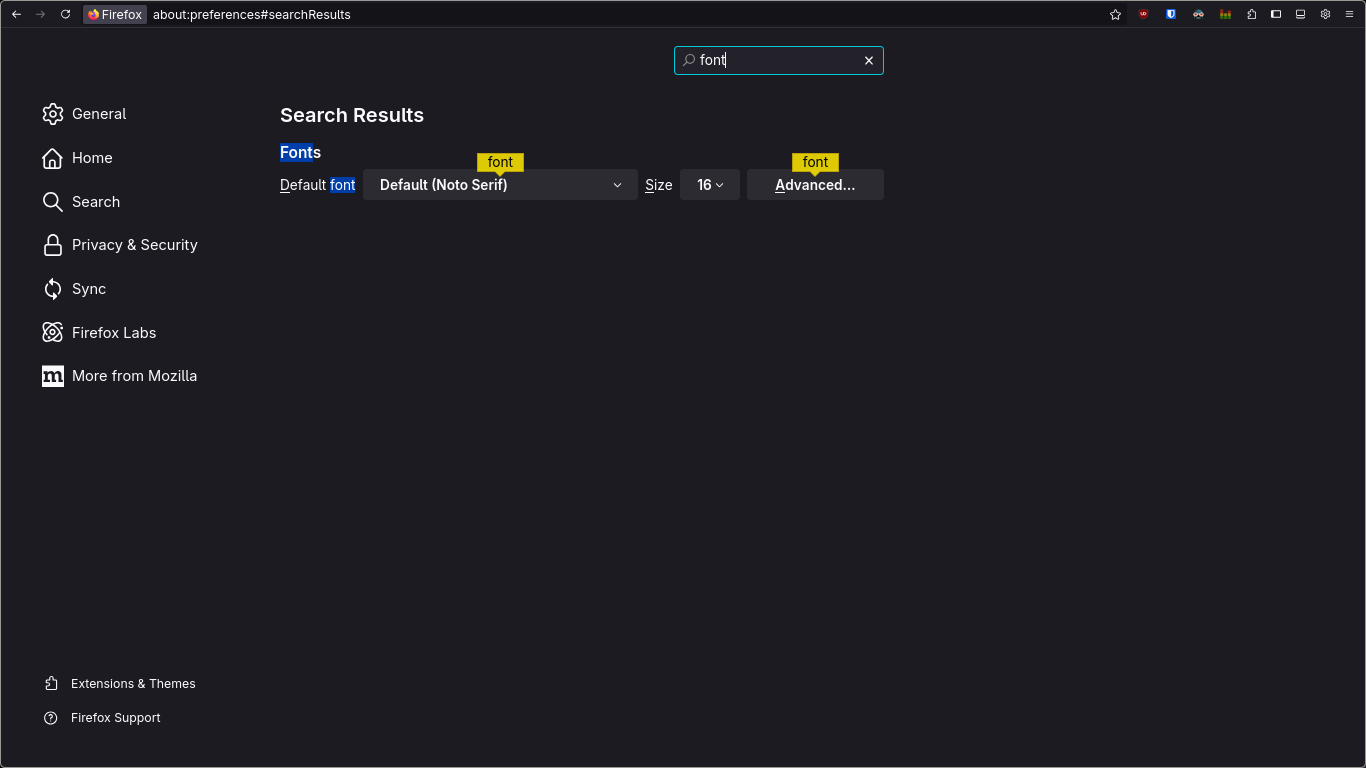 Firefox about:preferences#searchResults
font
General
Home
Search
Privacy & Security
Sync
Firefox Labs
More from Mozilla
Search Results
Fonts
font
font
Default font Default (Noto Serif) Size 16 Advanced...
Extensions & Themes
Firefox Support